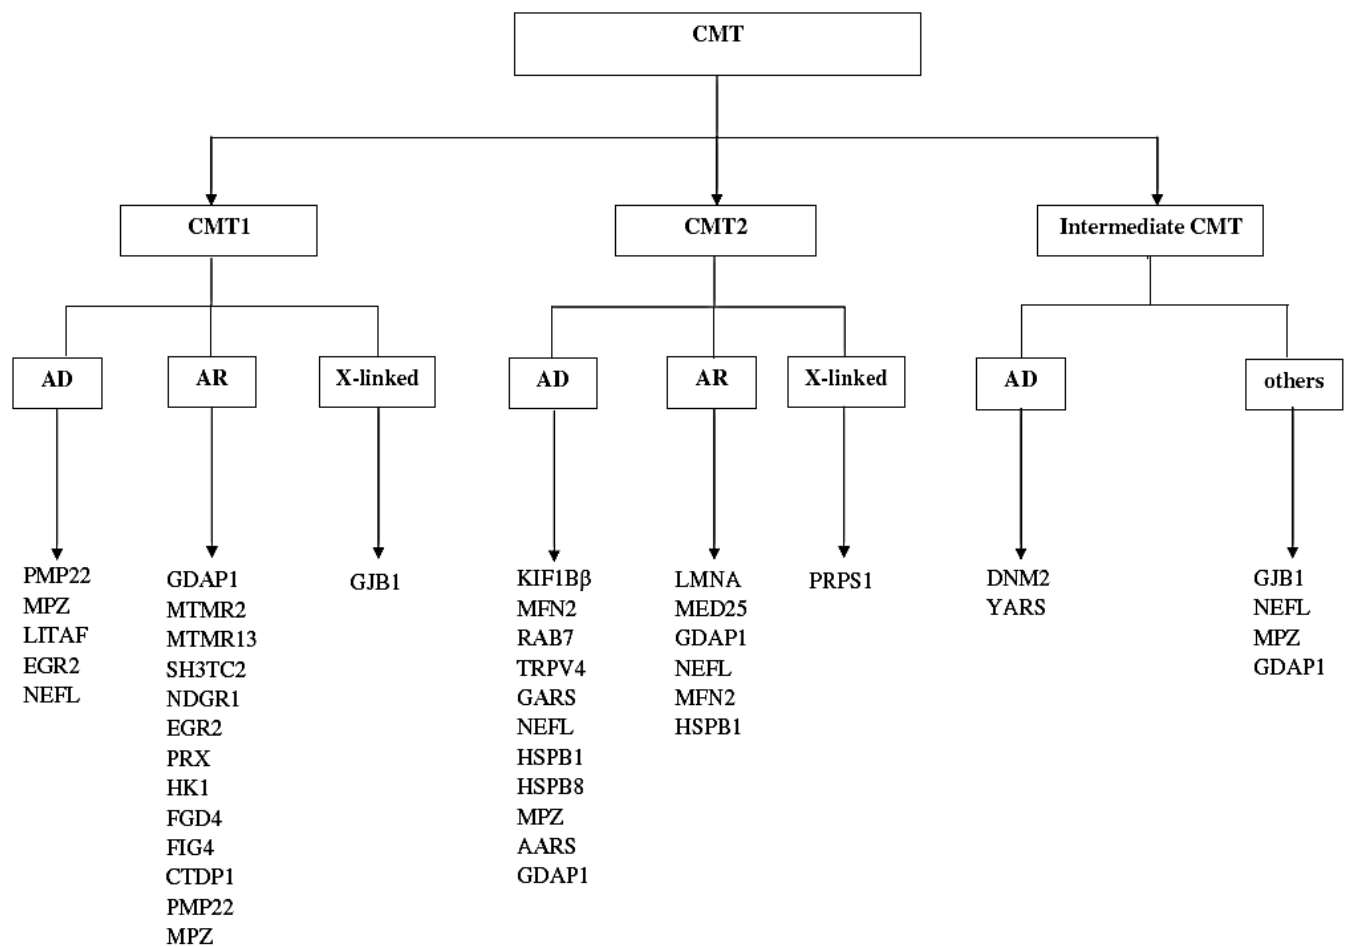 CMT
CMT1
CMT2
Intermediate CMT
AD
AR
X-linked
AD
AR
X-linked
AD
others
PMP22
MPZ
LITAF
EGR2
NEFL
GDAP1
MTMR2
MTMR13
SH3TC2
NDGR1
EGR2
PRX
HK1
FGD4
FIG4
CTDP1
PMP22
MPZ
GJB1
KIF1Bβ
MFN2
RAB7
TRPV4
GARS
NEFL
HSPB1
HSPB8
MPZ
AARS
GDAP1
LMNA
MED25
GDAP1
NEFL
MFN2
HSPB1
PRPS1
DNM2
YARS
GJB1
NEFL
MPZ
GDAP1